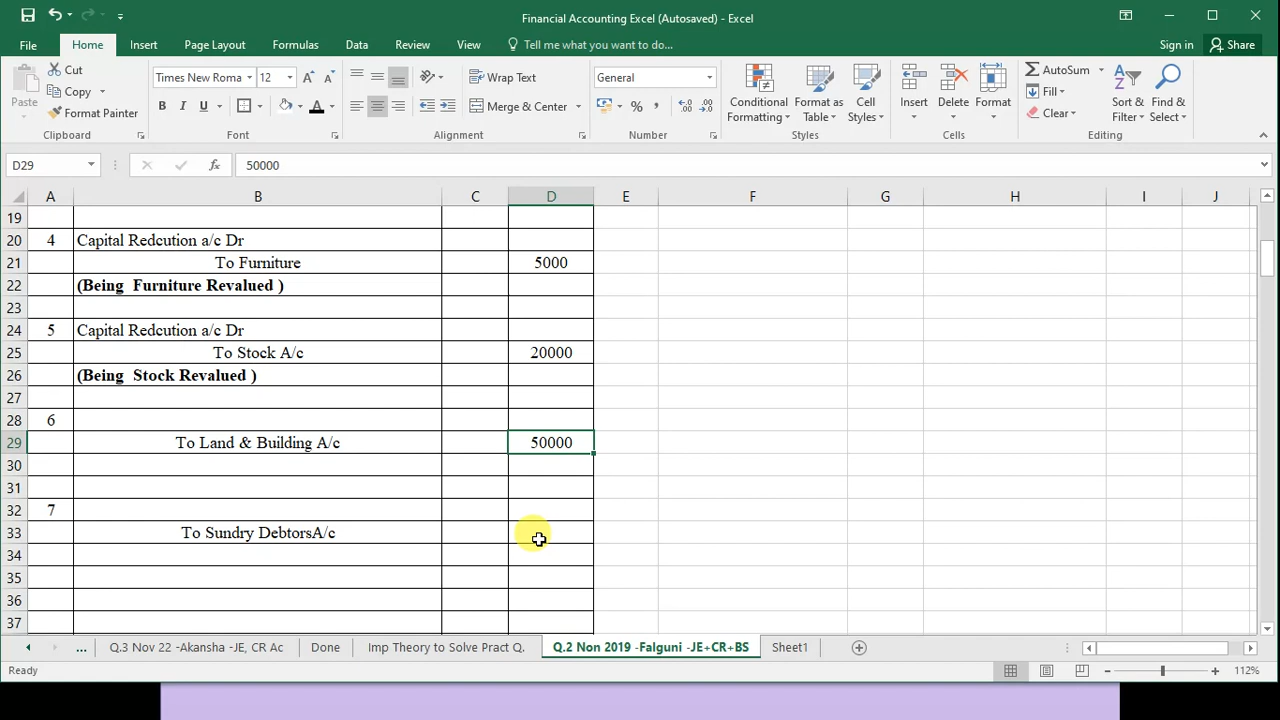 Financial Accounting Excel (Autosaved) - Excel
File Home Insert Page Layout Formulas Data Review View Tell me what you want to do... Sign in Share
Paste Cut Copy Format Painter
Times New Roma 12 A A
B I U A
Wrap Text
Merge & Center
General
% ,
Conditional Formatting Format as Table Cell Styles
Insert Delete Format
AutoSum Fill Clear
Sort & Filter Find & Select
Clipboard Font Alignment Number Styles Cells Editing
D29 fx 50000
A B C D E F G H I J
19
20 4 Capital Redcution a/c Dr
21 To Furniture 5000
22 (Being Furniture Revalued )
23
24 5 Capital Redcution a/c Dr
25 To Stock A/c 20000
26 (Being Stock Revalued )
27
28 6
29 To Land & Building A/c 50000
30
31
32 7
33 To Sundry DebtorsA/c
34
35
36
37
... Q.3 Nov 22 -Akansha -JE, CR Ac Done Imp Theory to Solve Pract Q. Q.2 Non 2019 -Falguni -JE+CR+BS Sheet1
Ready 112%